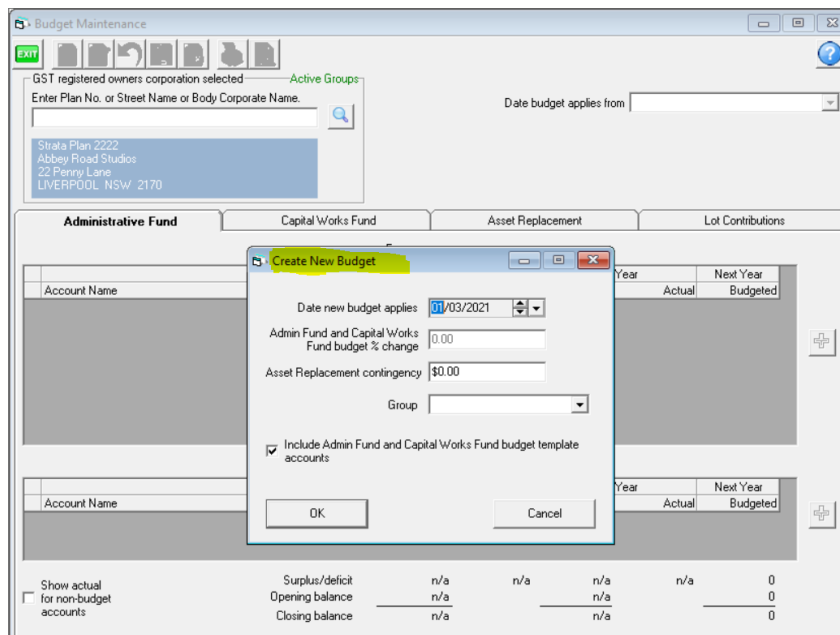 Budget Maintenance
EXIT
GST registered owners corporation selected Active Groups
Enter Plan No. or Street Name or Body Corporate Name.
Date budget applies from
Strata Plan 2222
Abbey Road Studios
22 Penny Lane
LIVERPOOL NSW 2170
Administrative Fund Capital Works Fund Asset Replacement Lot Contributions
Create New Budget
Year Next Year
Account Name Actual Budgeted
Date new budget applies 01/03/2021
Admin Fund and Capital Works
Fund budget % change 0.00
Asset Replacement contingency $0.00
Group
Include Admin Fund and Capital Works Fund budget template
accounts
Year Next Year
Account Name Actual Budgeted
OK Cancel
Show actual
for non-budget
accounts
Surplus/deficit n/a n/a n/a n/a 0
Opening balance n/a n/a 0
Closing balance n/a n/a 0